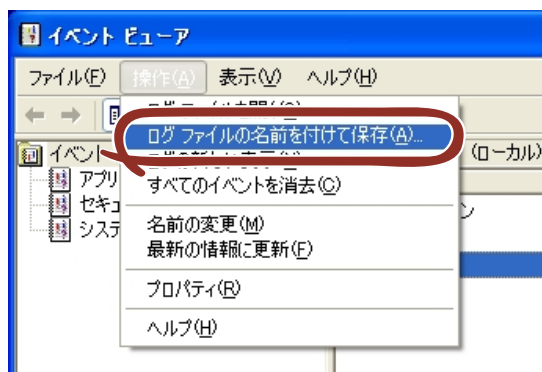 イベント ビューア
ファイル(F) 操作(A) 表示(V) ヘルプ(H)
ログ ファイルの名前を付けて保存(A)...
イベント (ローカル)
アプリ
すべてのイベントを消去(C)
セキュ
名前の変更(M) ン
システ
最新の情報に更新(F)
プロパティ(R)
ヘルプ(H)